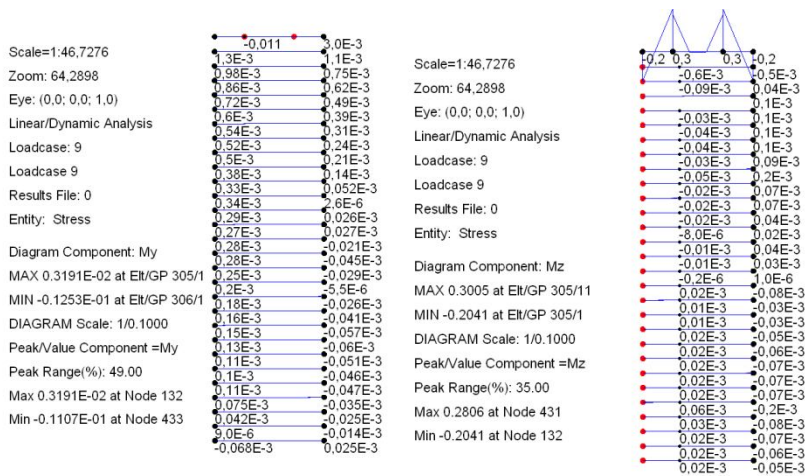 Scale=1:46,7276
Zoom: 64,2898
Eye: (0,0; 0,0; 1,0)
Linear/Dynamic Analysis
Loadcase: 9
Loadcase 9
Results File: 0
Entity: Stress
Diagram Component: My
MAX 0.3191E-02 at Elt/GP 305/1
MIN -0.1253E-01 at Elt/GP 306/1
DIAGRAM Scale: 1/0.1000
Peak/Value Component =My
Peak Range(%): 49.00
Max 0.3191E-02 at Node 132
Min -0.1107E-01 at Node 433
-0,011 3,0E-3
1,3E-3 1,1E-3
0,98E-3 0,75E-3
0,86E-3 0,62E-3
0,72E-3 0,49E-3
0,6E-3 0,39E-3
0,54E-3 0,31E-3
0,52E-3 0,24E-3
0,5E-3 0,21E-3
0,38E-3 0,14E-3
0,33E-3 0,052E-3
0,34E-3 2,6E-6
0,29E-3 0,026E-3
0,27E-3 0,027E-3
0,28E-3 -0,021E-3
0,28E-3 -0,045E-3
0,25E-3 -0,029E-3
0,2E-3 -5,5E-6
0,18E-3 -0,026E-3
0,16E-3 -0,041E-3
0,15E-3 -0,057E-3
0,13E-3 -0,06E-3
0,11E-3 -0,051E-3
0,1E-3 -0,046E-3
0,11E-3 -0,047E-3
0,075E-3 -0,035E-3
0,042E-3 -0,025E-3
9,0E-6 -0,014E-3
-0,068E-3 0,025E-3
Scale=1:46,7276
Zoom: 64,2898
Eye: (0,0; 0,0; 1,0)
Linear/Dynamic Analysis
Loadcase: 9
Loadcase 9
Results File: 0
Entity: Stress
Diagram Component: Mz
MAX 0.3005 at Elt/GP 305/11
MIN -0.2041 at Elt/GP 305/1
DIAGRAM Scale: 1/0.1000
Peak/Value Component =Mz
Peak Range(%): 35.00
Max 0.2806 at Node 431
Min -0.2041 at Node 132
-0,2 0,3 0,3 -0,2
-0,6E-3 -0,5E-3
-0,09E-3 0,04E-3
0,1E-3
-0,03E-3 0,1E-3
-0,04E-3 0,1E-3
-0,04E-3 0,1E-3
-0,03E-3 0,09E-3
-0,05E-3 0,2E-3
-0,02E-3 0,07E-3
-0,02E-3 0,07E-3
-0,02E-3 0,04E-3
-8,0E-6 0,02E-3
-0,01E-3 0,04E-3
-0,01E-3 0,03E-3
-0,2E-6 1,0E-6
0,02E-3 -0,08E-3
0,01E-3 -0,03E-3
0,01E-3 -0,03E-3
0,02E-3 -0,05E-3
0,02E-3 -0,06E-3
0,02E-3 -0,07E-3
0,02E-3 -0,07E-3
0,02E-3 -0,07E-3
0,06E-3 -0,2E-3
0,03E-3 -0,08E-3
0,02E-3 -0,07E-3
0,02E-3 -0,06E-3
0,02E-3 -0,05E-3